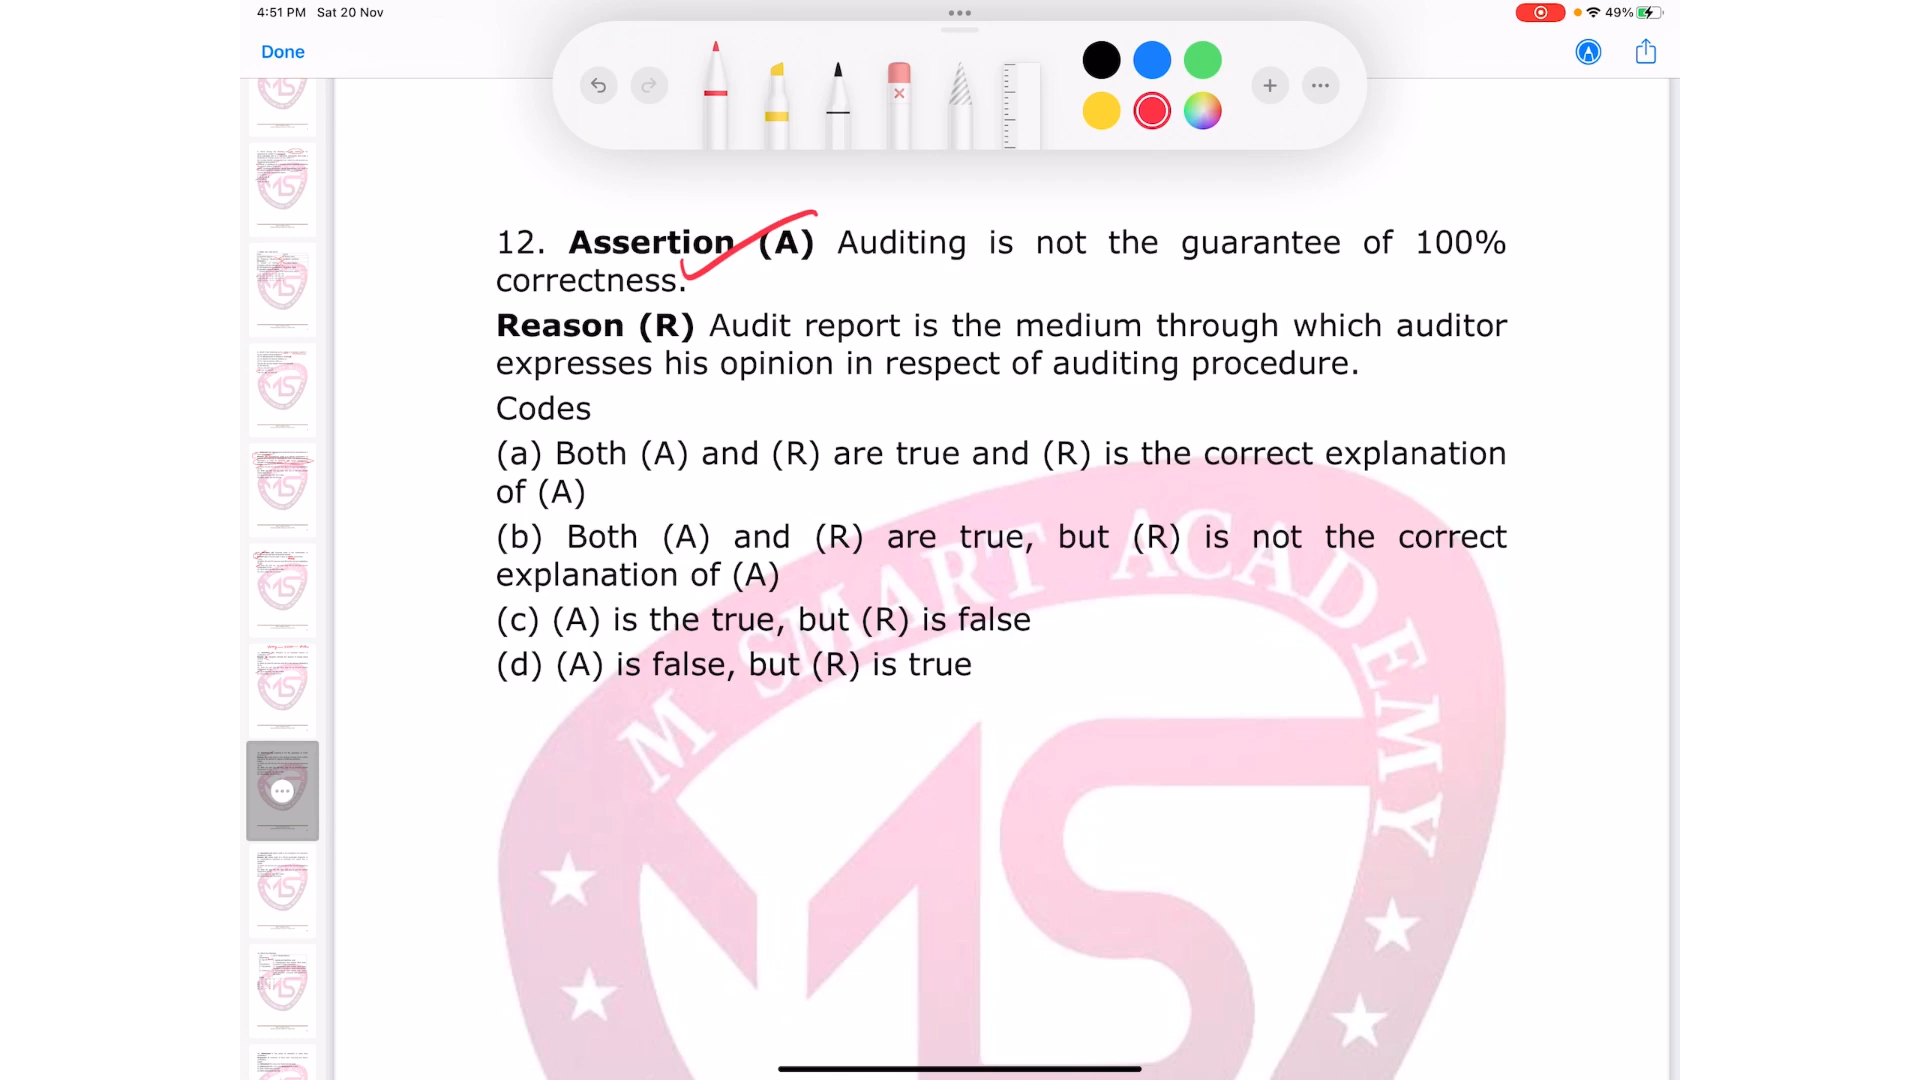 4:51 PM Sat 20 Nov
49%
Done
12. Assertion (A) Auditing is not the guarantee of 100%
correctness.
Reason (R) Audit report is the medium through which auditor
expresses his opinion in respect of auditing procedure.
Codes
(a) Both (A) and (R) are true and (R) is the correct explanation
of (A)
(b) Both (A) and (R) are true, but (R) is not the correct
explanation of (A)
(c) (A) is the true, but (R) is false
(d) (A) is false, but (R) is true
M SMART ACADEMY
MS